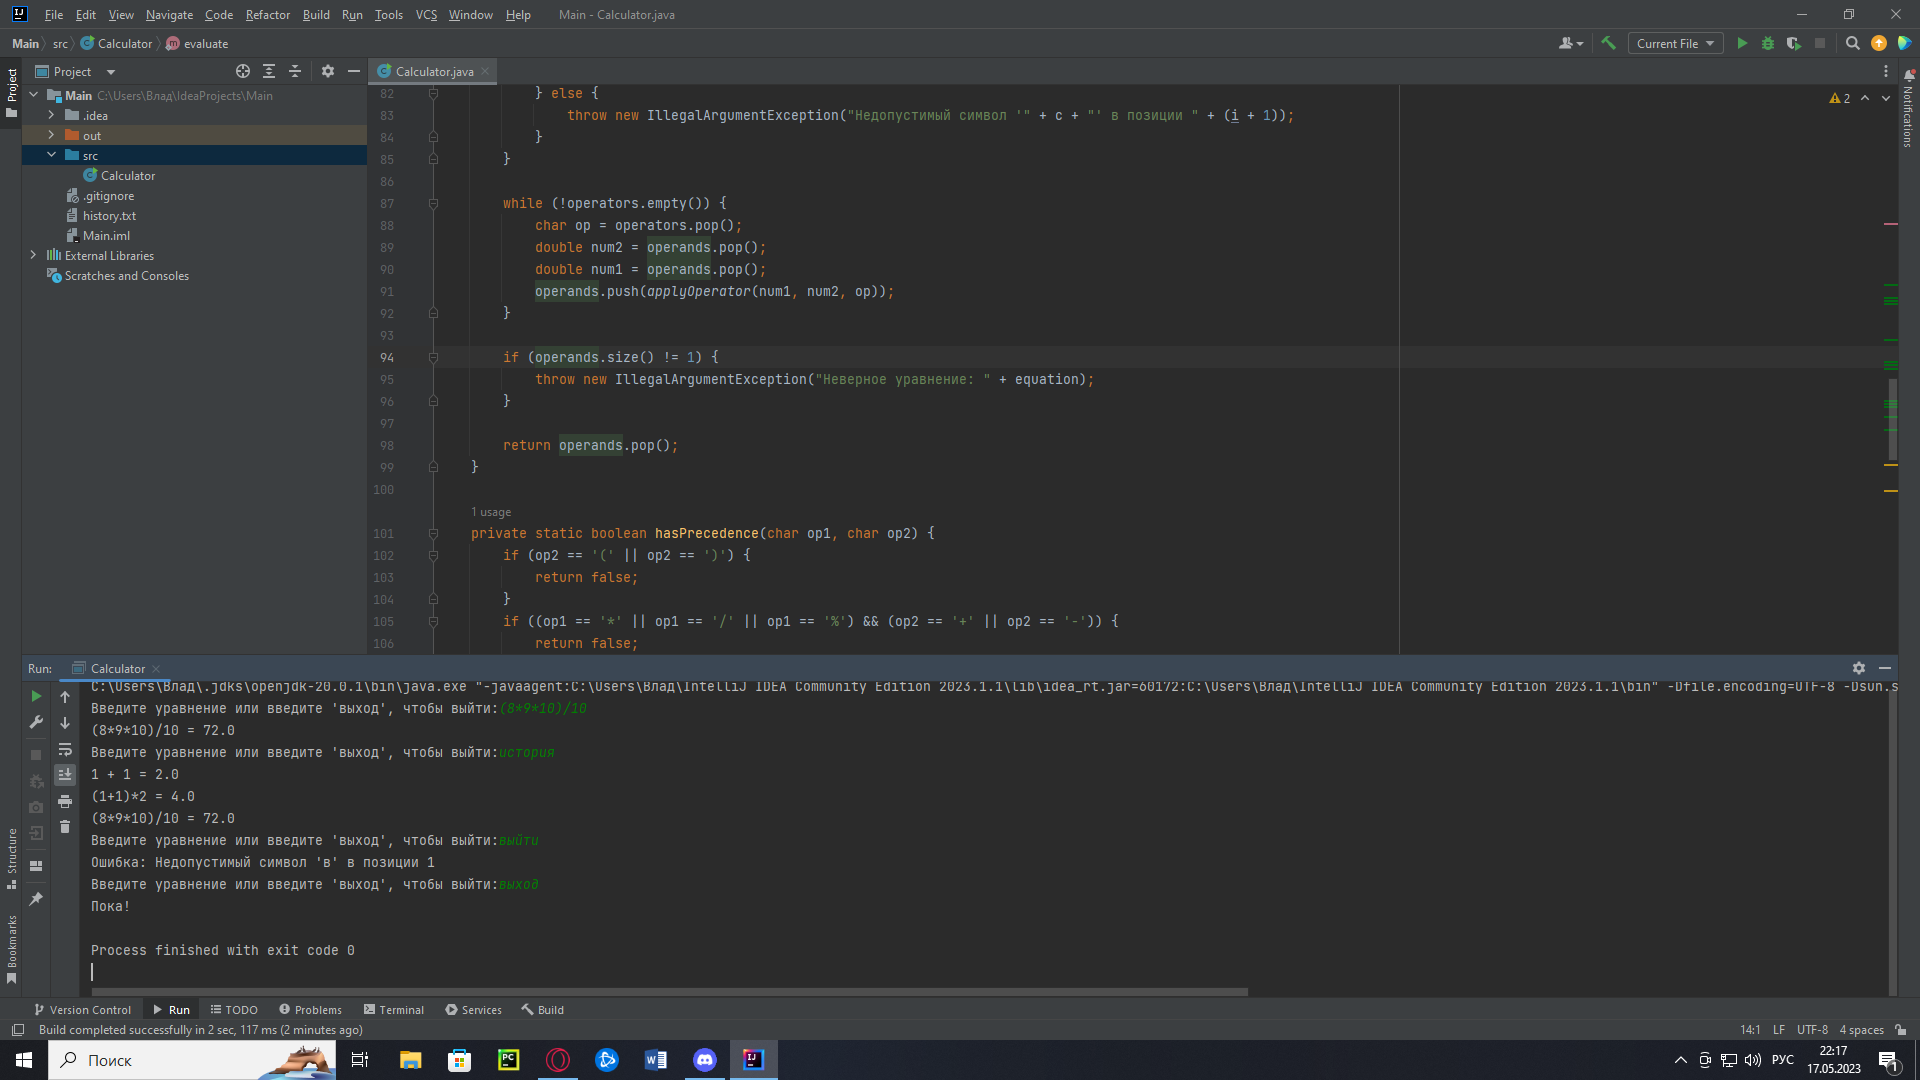 File Edit View Navigate Code Refactor Build Run Tools VCS Window Help Main - Calculator.java
Main src Calculator evaluate
Current File
Project
Calculator.java
Main C:\Users\Влад\IdeaProjects\Main
.idea
out
src
Calculator
.gitignore
history.txt
Main.iml
External Libraries
Scratches and Consoles
Project
Structure
Bookmarks
Notifications
2
82 } else {
83 throw new IllegalArgumentException("Недопустимый символ '" + c + "' в позиции " + (i + 1));
84 }
85 }
86
87 while (!operators.empty()) {
88 char op = operators.pop();
89 double num2 = operands.pop();
90 double num1 = operands.pop();
91 operands.push(applyOperator(num1, num2, op));
92 }
93
94 if (operands.size() != 1) {
95 throw new IllegalArgumentException("Неверное уравнение: " + equation);
96 }
97
98 return operands.pop();
99 }
100
1 usage
101 private static boolean hasPrecedence(char op1, char op2) {
102 if (op2 == '(' || op2 == ')') {
103 return false;
104 }
105 if ((op1 == '*' || op1 == '/' || op1 == '%') && (op2 == '+' || op2 == '-')) {
106 return false;
Run: Calculator
C:\Users\Влад\.jdks\openjdk-20.0.1\bin\java.exe "-javaagent:C:\Users\Влад\IntelliJ IDEA Community Edition 2023.1.1\lib\idea_rt.jar=60172:C:\Users\Влад\IntelliJ IDEA Community Edition 2023.1.1\bin" -Dfile.encoding=UTF-8 -Dsun.s
Введите уравнение или введите 'выход', чтобы выйти:(8*9*10)/10
(8*9*10)/10 = 72.0
Введите уравнение или введите 'выход', чтобы выйти:история
1 + 1 = 2.0
(1+1)*2 = 4.0
(8*9*10)/10 = 72.0
Введите уравнение или введите 'выход', чтобы выйти:выйти
Ошибка: Недопустимый символ 'в' в позиции 1
Введите уравнение или введите 'выход', чтобы выйти:выход
Пока!
Process finished with exit code 0
Version Control Run TODO Problems Terminal Services Build
Build completed successfully in 2 sec, 117 ms (2 minutes ago)
14:1 LF UTF-8 4 spaces
Поиск
РУС
22:17
17.05.2023
1